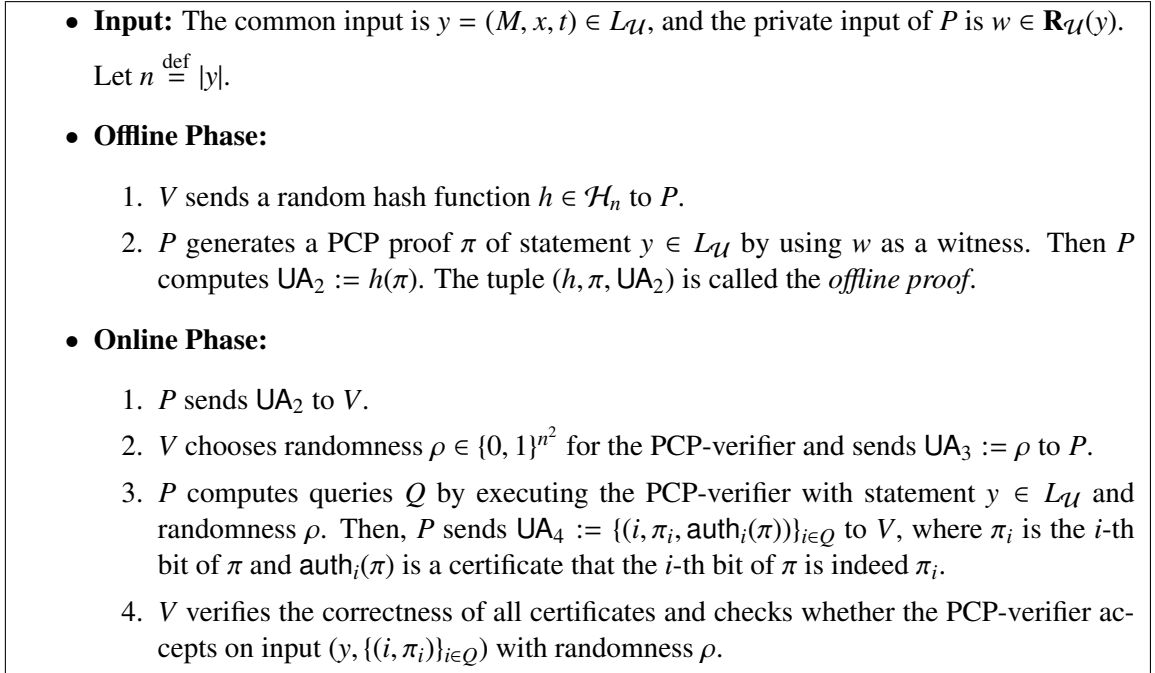 • Input: The common input is y = (M, x, t) ∈ L_𝒰, and the private input of P is w ∈ R_𝒰(y).
Let n def= |y|.
• Offline Phase:
1. V sends a random hash function h ∈ ℋ_n to P.
2. P generates a PCP proof π of statement y ∈ L_𝒰 by using w as a witness. Then P
computes UA₂ := h(π). The tuple (h, π, UA₂) is called the offline proof.
• Online Phase:
1. P sends UA₂ to V.
2. V chooses randomness ρ ∈ {0, 1}^{n²} for the PCP-verifier and sends UA₃ := ρ to P.
3. P computes queries Q by executing the PCP-verifier with statement y ∈ L_𝒰 and
randomness ρ. Then, P sends UA₄ := {(i, π_i, auth_i(π))}_{i∈Q} to V, where π_i is the i-th
bit of π and auth_i(π) is a certificate that the i-th bit of π is indeed π_i.
4. V verifies the correctness of all certificates and checks whether the PCP-verifier ac-
cepts on input (y, {(i, π_i)}_{i∈Q}) with randomness ρ.